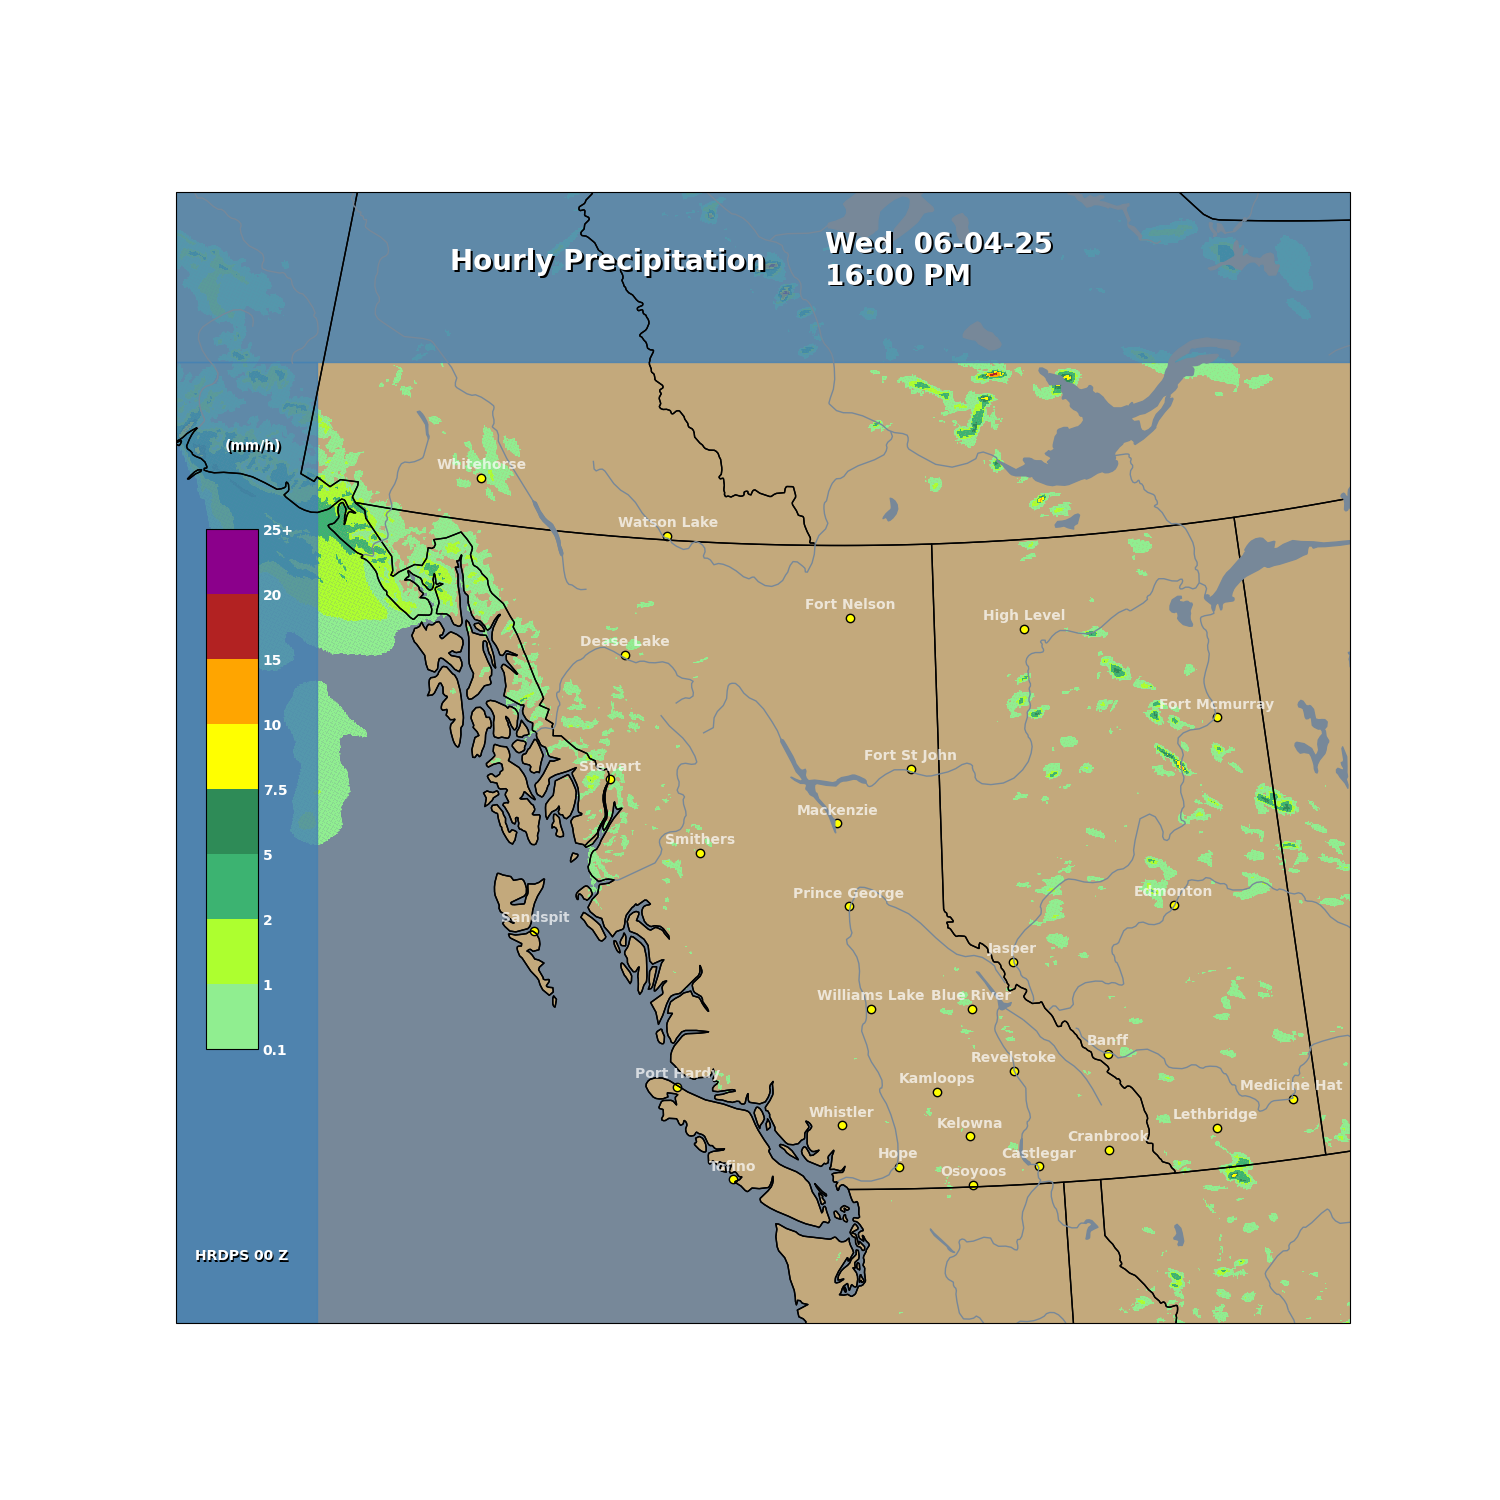 Hourly Precipitation
Wed. 06-04-25
16:00 PM
(mm/h)
Whitehorse
Watson Lake
25+
20
15
10
7.5
5
2
1
0.1
Fort Nelson
High Level
Dease Lake
Fort Mcmurray
Fort St John
Stewart
Mackenzie
Smithers
Prince George
Edmonton
Sandspit
Jasper
Williams Lake
Blue River
Banff
Revelstoke
Port Hardy
Kamloops
Medicine Hat
Whistler
Kelowna
Lethbridge
Cranbrook
Hope
Castlegar
Tofino
Osoyoos
HRDPS 00 Z